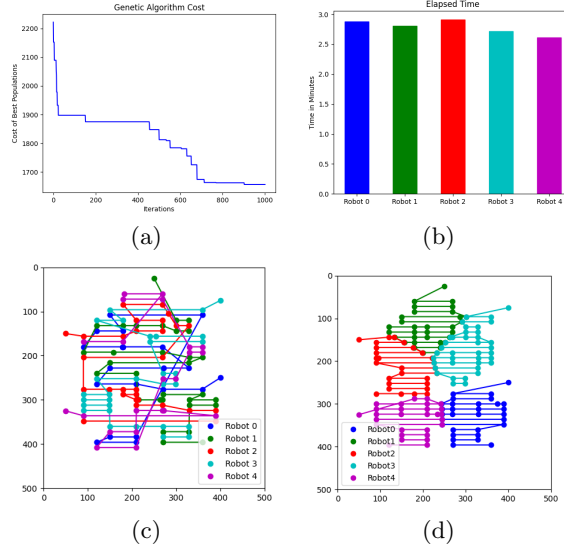 Genetic Algorithm Cost
2200
2100
2000
1900
1800
1700
Cost of Best Populations
0
200
400
600
800
1000
Iterations
(a)
Elapsed Time
3.0
2.5
2.0
1.5
1.0
0.5
0.0
Time in Minutes
Robot 0
Robot 1
Robot 2
Robot 3
Robot 4
(b)
0
100
200
300
400
500
0
100
200
300
400
500
Robot 0
Robot 1
Robot 2
Robot 3
Robot 4
(c)
0
100
200
300
400
500
0
100
200
300
400
500
Robot0
Robot1
Robot2
Robot3
Robot4
(d)